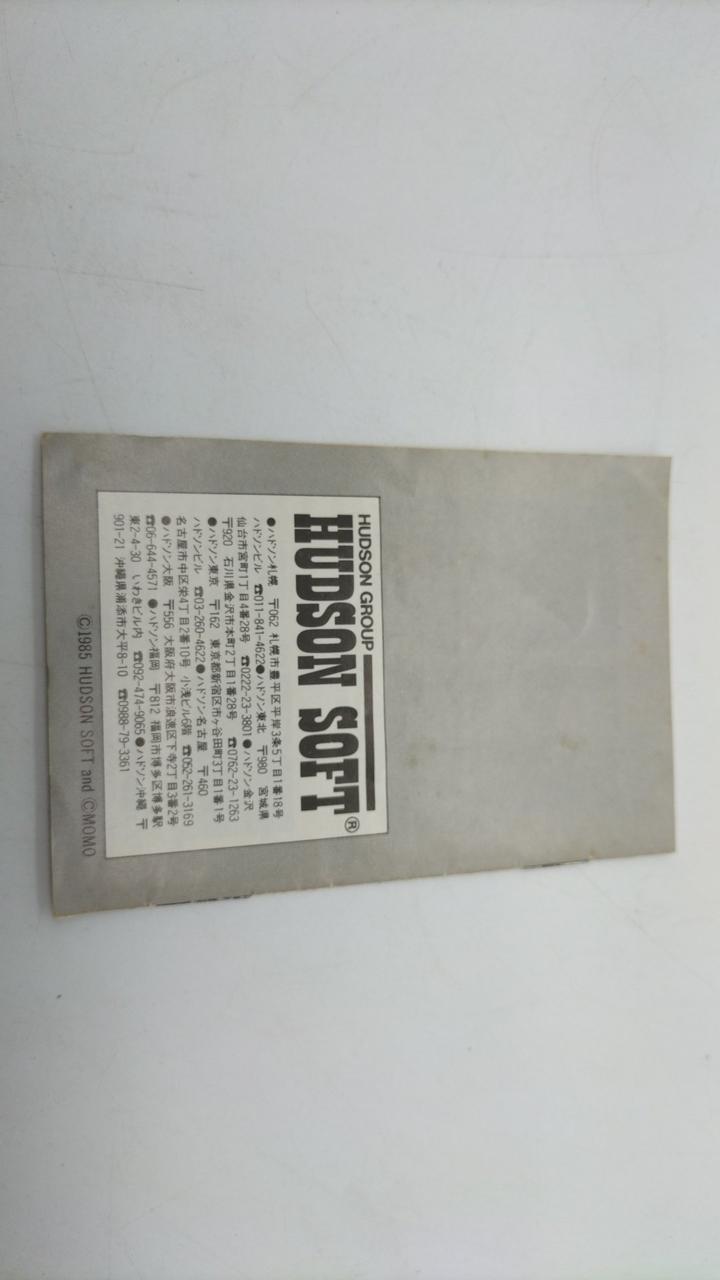 HUDSON GROUP
HUDSON SOFT®
●ハドソン札幌 〒062 札幌市豊平区平岸3条5丁目1番18号
ハドソンビル ☎011-841-4622●ハドソン東北 〒980 宮城県
仙台市宮町1丁目4番28号 ☎0222-23-3801●ハドソン金沢
〒920 石川県金沢市本町2丁目1番28号 ☎0762-23-1263
●ハドソン東京 〒162 東京都新宿区市ヶ谷田町3丁目1番1号
ハドソンビル ☎03-260-4622●ハドソン名古屋 〒460
名古屋市中区栄4丁目2番10号 小浅ビル6階 ☎052-261-3169
●ハドソン大阪 〒556 大阪府大阪市浪速区下寺2丁目3番2号
☎06-644-4571 ●ハドソン福岡 〒812 福岡市博多区博多駅
東2-4-30 いわきビル内 ☎092-474-9065●ハドソン沖縄 〒
901-21 沖縄県浦添市大平8-10 ☎0988-79-3361
©1985 HUDSON SOFT and ©MOMO